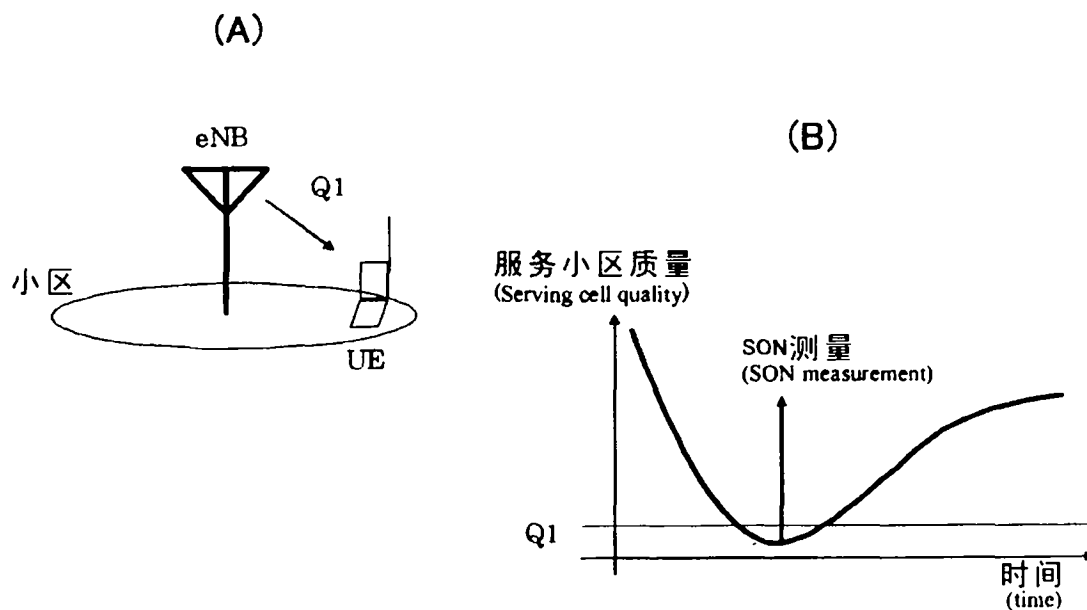 (A)
eNB
Q1
小区
UE
(B)
服务小区质量
(Serving cell quality)
SON测量
(SON measurement)
Q1
时间
(time)